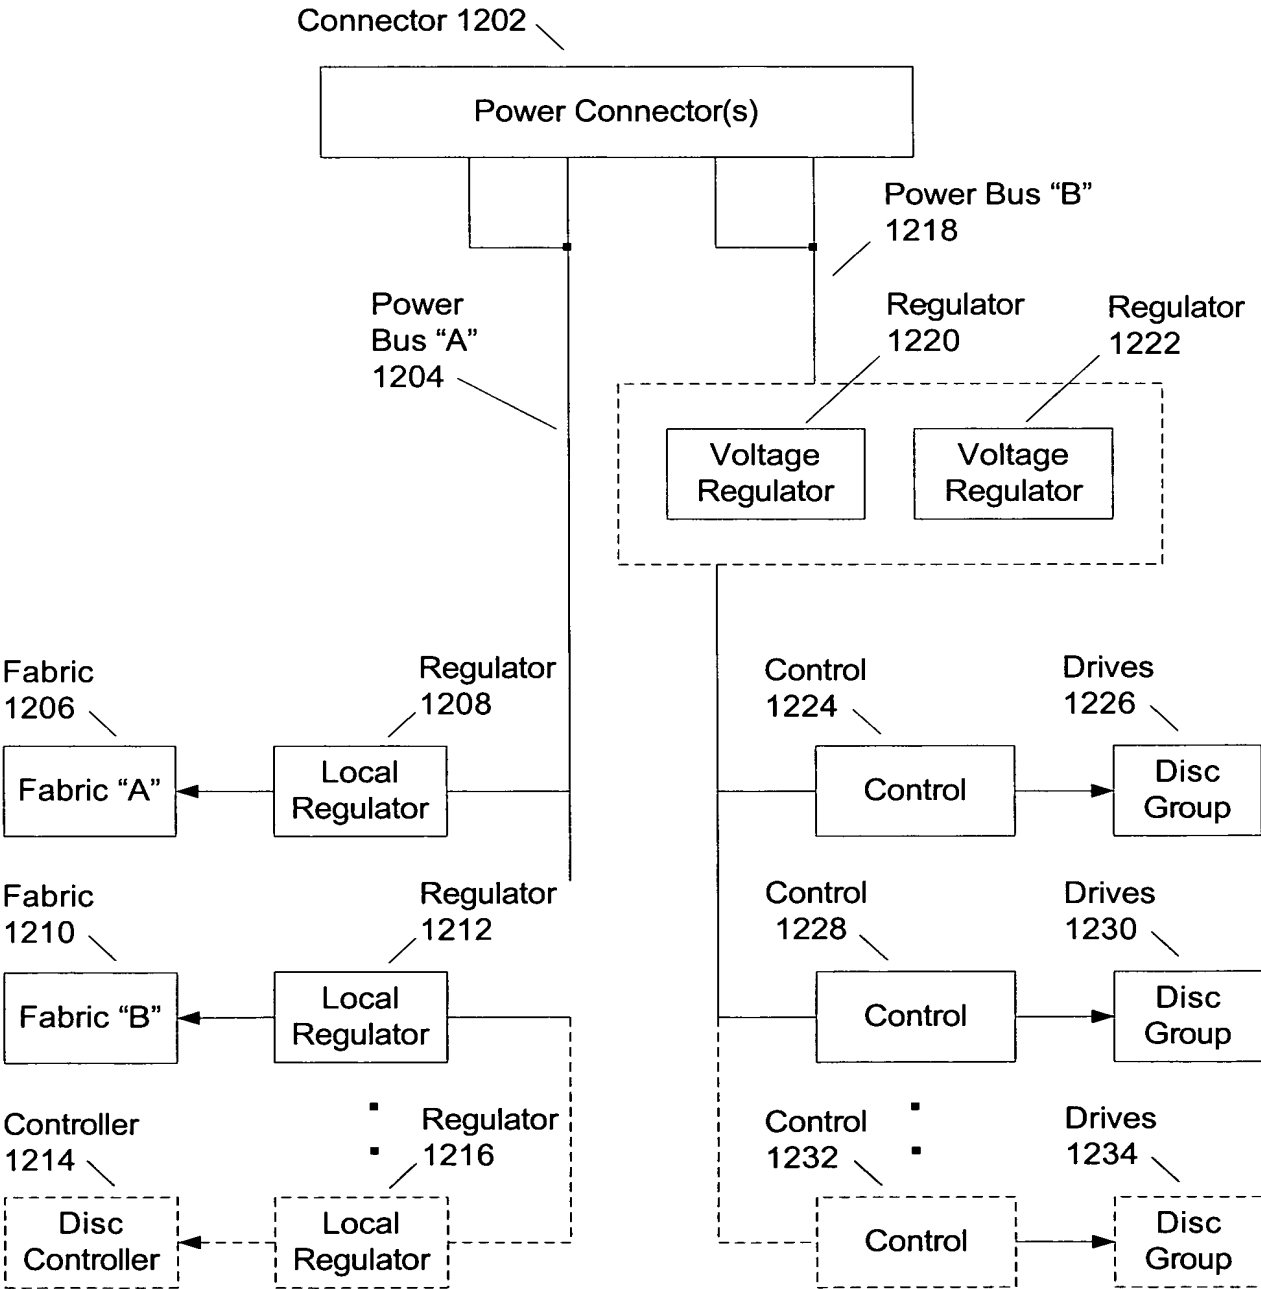 Connector 1202
Power Connector(s)
Power Bus “B”
1218
Power
Bus “A”
1204
Regulator
1220
Regulator
1222
Voltage
Regulator
Voltage
Regulator
Fabric
1206
Regulator
1208
Control
1224
Drives
1226
Fabric “A”
Local
Regulator
Control
Disc
Group
Fabric
1210
Regulator
1212
Control
1228
Drives
1230
Fabric “B”
Local
Regulator
Control
Disc
Group
Controller
1214
Regulator
1216
Control
1232
Drives
1234
Disc
Controller
Local
Regulator
Control
Disc
Group